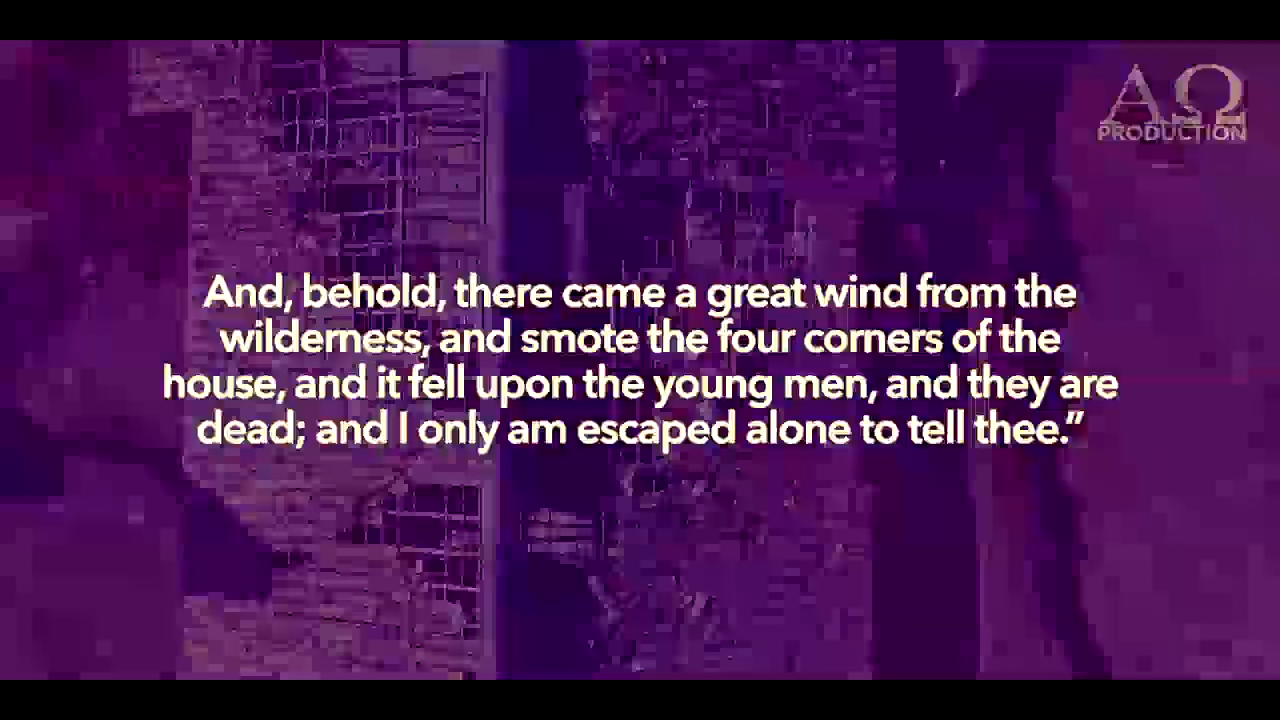 ΑΩ
PRODUCTION
And, behold, there came a great wind from the
wilderness, and smote the four corners of the
house, and it fell upon the young men, and they are
dead; and I only am escaped alone to tell thee.”